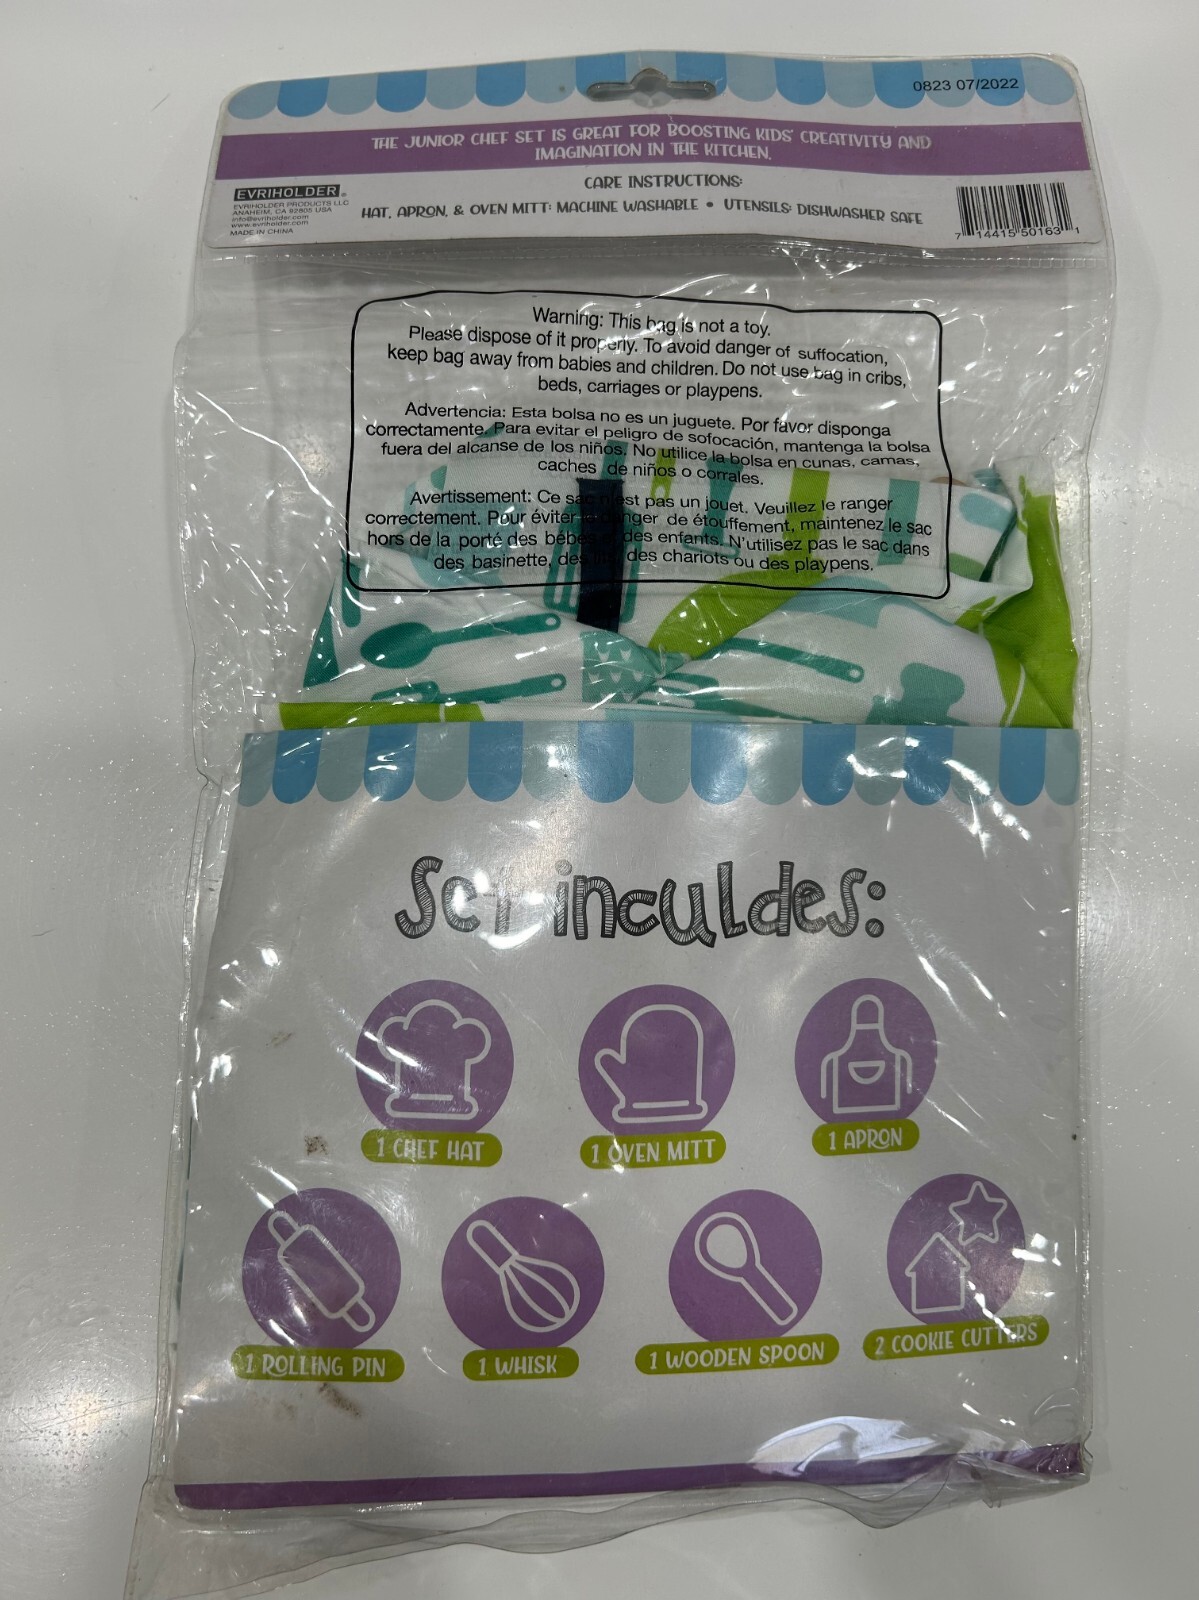 0823 07/2022
THE JUNIOR CHEF SET IS GREAT FOR BOOSTING KIDS' CREATIVITY AND
IMAGINATION IN THE KITCHEN.
CARE INSTRUCTIONS:
HAT, APRON, & OVEN MITT: MACHINE WASHABLE • UTENSILS: DISHWASHER SAFE
EVRIHOLDER®
EVRIHOLDER PRODUCTS LLC
ANAHEIM, CA 92805 USA
info@evriholder.com
www.evriholder.com
MADE IN CHINA
7 14415 50163 1
Warning: This bag is not a toy.
Please dispose of it properly. To avoid danger of suffocation,
keep bag away from babies and children. Do not use bag in cribs,
beds, carriages or playpens.
Advertencia: Esta bolsa no es un juguete. Por favor disponga
correctamente. Para evitar el peligro de sofocación, mantenga la bolsa
fuera del alcanse de los niños. No utilice la bolsa en cunas, camas,
caches de niños o corrales.
Avertissement: Ce sac n'est pas un jouet. Veuillez le ranger
correctement. Pour éviter danger de étouffement, maintenez le sac
hors de la porté des bébés des enfants. N'utilisez pas le sac dans
des basinette, des des chariots ou des playpens.
Set inculdes:
1 CHEF HAT
1 OVEN MITT
1 APRON
1 ROLLING PIN
1 WHISK
1 WOODEN SPOON
2 COOKIE CUTTERS